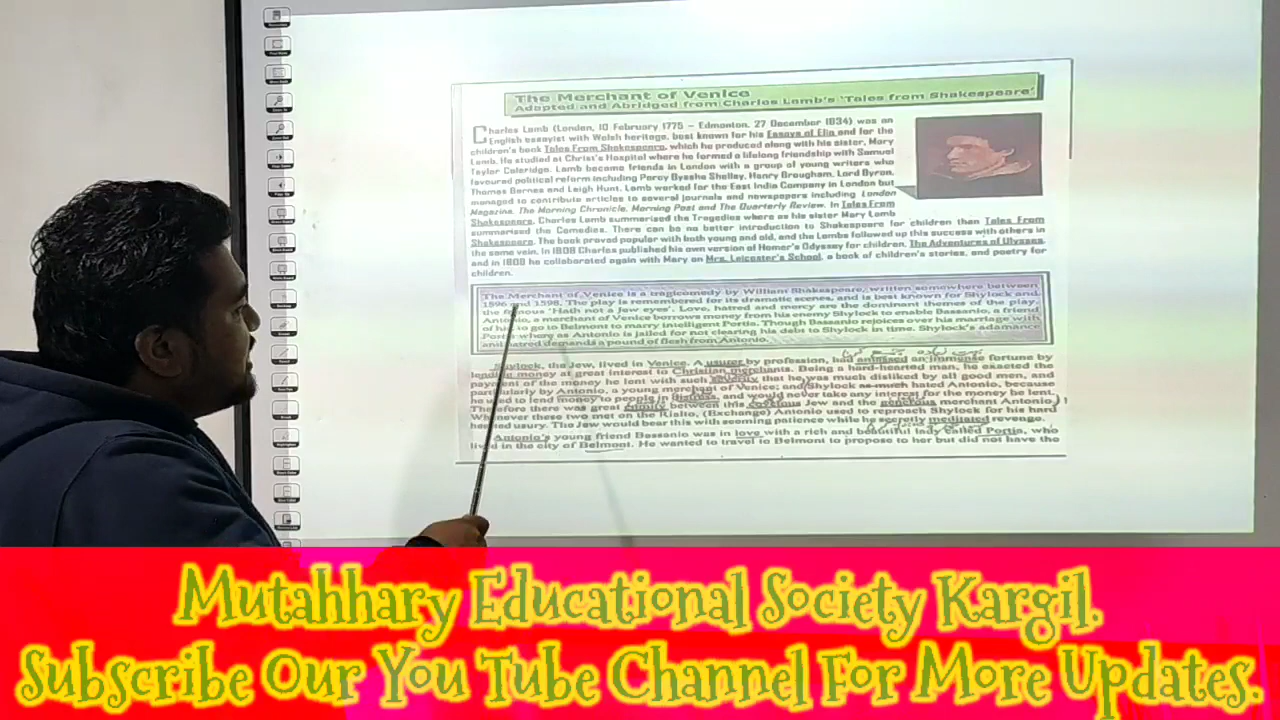 The Merchant of Venice
Adapted and Abridged from Charles Lamb's 'Tales from Shakespeare'
Charles Lamb (London, 10 February 1775 – Edmonton, 27 December 1834) was an
English essayist with Welsh heritage, best known for his Essays of Elia and for the
children's book Tales From Shakespeare, which he produced along with his sister, Mary
Lamb. He studied at Christ's Hospital where he formed a lifelong friendship with Samuel
Taylor Coleridge. Lamb became friends in London with a group of young writers who
favoured political reform including Percy Bysshe Shelley, Henry Brougham, Lord Byron,
Thomas Barnes and Leigh Hunt. Lamb worked for the East India Company in London but
managed to contribute articles to several journals and newspapers including London
Magazine, The Morning Chronicle, Morning Post and The Quarterly Review. In Tales From
Shakespeare, Charles Lamb summarised the Tragedies where as his sister Mary Lamb
summarised the Comedies. There can be no better introduction to Shakespeare for children than Tales From
Shakespeare. The book proved popular with both young and old, and the Lambs followed up this success with others in
the same vein. In 1808 Charles published his own version of Homer's Odyssey for children, The Adventures of Ulysses,
and in 1808 he collaborated again with Mary on Mrs. Leicester's School, a book of children's stories, and poetry for
children.
The Merchant of Venice is a tragicomedy by William Shakespeare, written somewhere between
1596 and 1598. The play is remembered for its dramatic scenes, and is best known for Shylock and
the famous 'Hath not a Jew eyes'. Love, hatred and mercy are the dominant themes of the play.
Antonio, a merchant of Venice borrows money from his enemy Shylock to enable Bassanio, a friend
of his to go to Belmont to marry intelligent Portia. Though Bassanio rejoices over his marriage with
Portia where as Antonio is jailed for not clearing his debt to Shylock in time. Shylock's adamance
and hatred demands a pound of flesh from Antonio.
Shylock, the Jew, lived in Venice. A usurer by profession, had amassed an immense fortune by
lending money at great interest to Christian merchants. Being a hard-hearted man, he exacted the
payment of the money he lent with such severity that he was much disliked by all good men, and
particularly by Antonio, a young merchant of Venice; and Shylock as much hated Antonio, because
he used to lend money to people in distress, and would never take any interest for the money he lent.
Therefore there was great enmity between this covetous Jew and the generous merchant Antonio.
Whenever these two met on the Rialto, (Exchange) Antonio used to reproach Shylock for his hard
hearted usury. The Jew would bear this with seeming patience while he secretly meditated revenge.
Antonio's young friend Bassanio was in love with a rich and beautiful lady called Portia, who
lived in the city of Belmont. He wanted to travel to Belmont to propose to her but did not have the
Mutahhary Educational Society Kargil.
Subscribe Our You Tube Channel For More Updates.